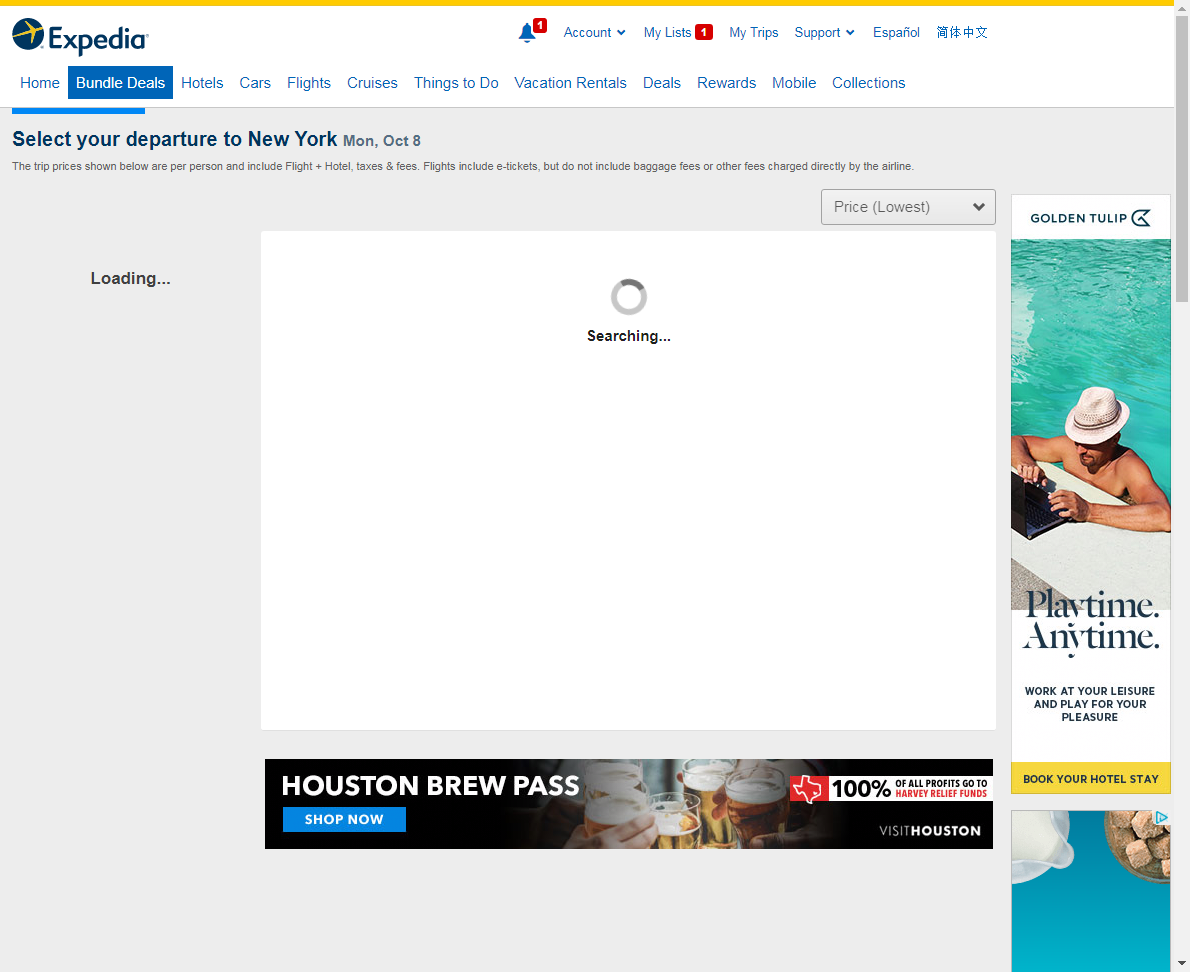 Expedia
1
Account
My Lists 1
My Trips
Support
Español
简体中文
Home
Bundle Deals
Hotels
Cars
Flights
Cruises
Things to Do
Vacation Rentals
Deals
Rewards
Mobile
Collections
Select your departure to New York Mon, Oct 8
The trip prices shown below are per person and include Flight + Hotel, taxes & fees. Flights include e-tickets, but do not include baggage fees or other fees charged directly by the airline.
Price (Lowest)
Loading...
Searching...
GOLDEN TULIP
Playtime.
Anytime.
WORK AT YOUR LEISURE
AND PLAY FOR YOUR
PLEASURE
BOOK YOUR HOTEL STAY
HOUSTON BREW PASS
SHOP NOW
100% OF ALL PROFITS GO TO
HARVEY RELIEF FUNDS
VISITHOUSTON